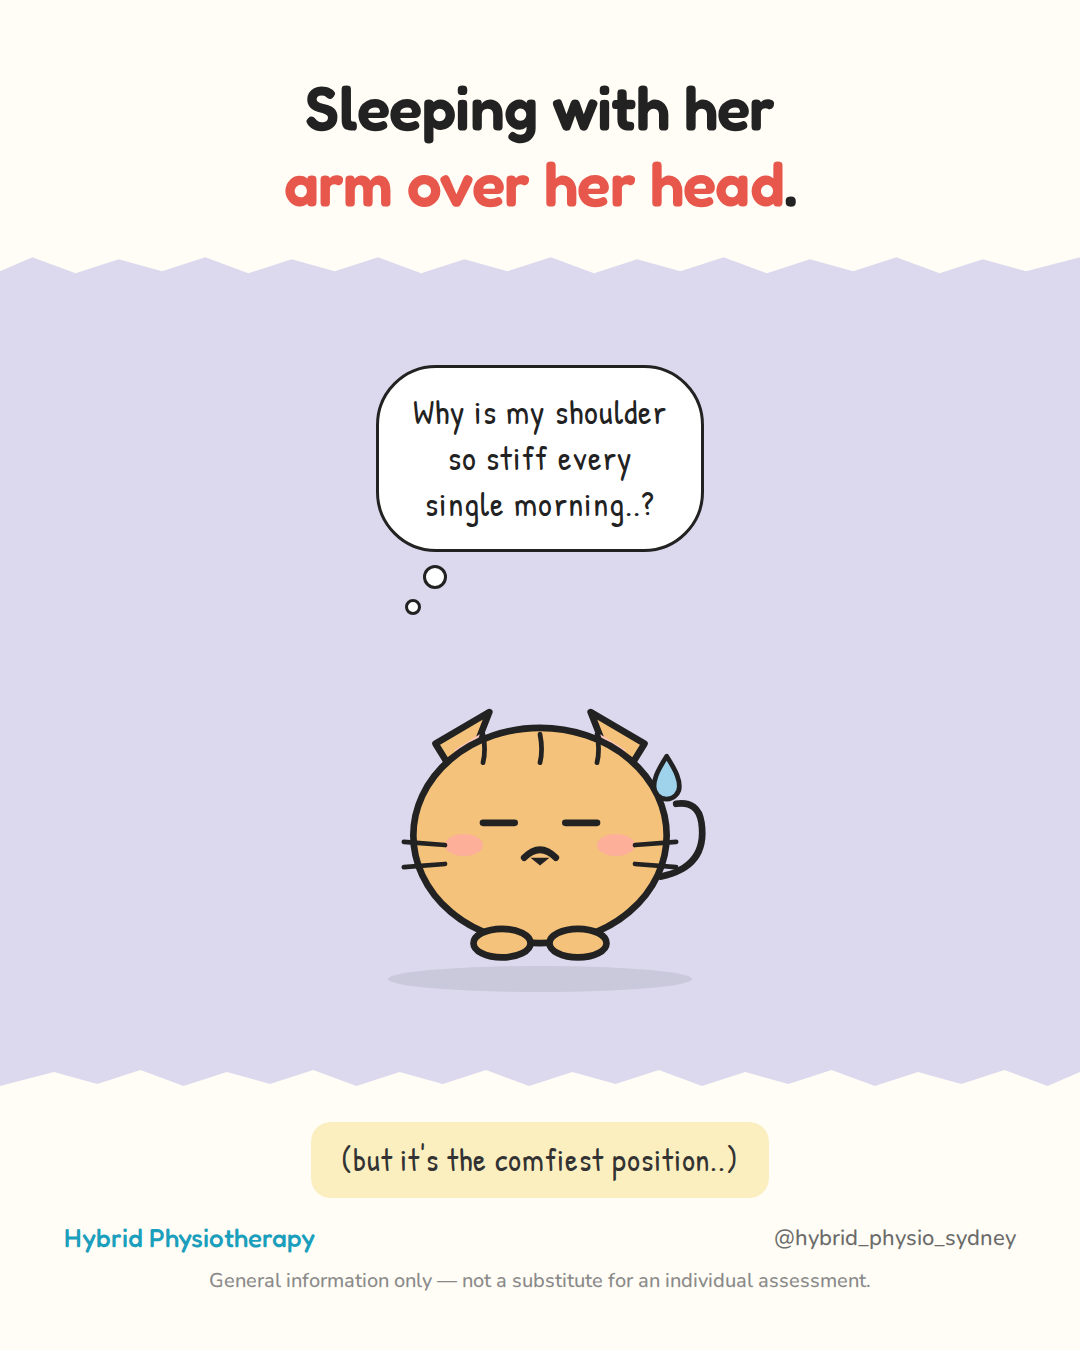 Sleeping with her
arm over her head.
Why is my shoulder
so stiff every
single morning..?
(but it's the comfiest position..)
Hybrid Physiotherapy
@hybrid_physio_sydney
General information only — not a substitute for an individual assessment.